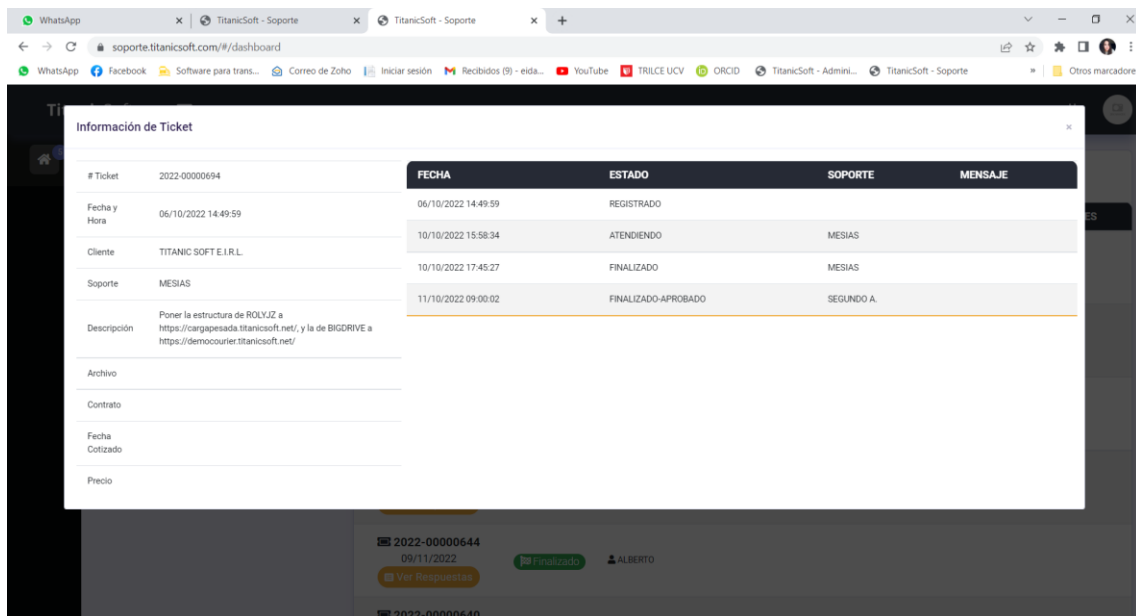 WhatsApp
TitanicSoft - Soporte
TitanicSoft - Soporte
soporte.titanicsoft.com/#/dashboard
WhatsApp Facebook Software para trans... Correo de Zoho Iniciar sesión Recibidos (9) - eida... YouTube TRILCE UCV ORCID TitanicSoft - Admini... TitanicSoft - Soporte » Otros marcadore
Información de Ticket
# Ticket 2022-00000694
Fecha y
Hora
06/10/2022 14:49:59
Cliente TITANIC SOFT E.I.R.L.
Soporte MESIAS
Descripción
Poner la estructura de ROLYJZ a
https://cargapesada.titanicsoft.net/, y la de BIGDRIVE a
https://democourier.titanicsoft.net/
Archivo
Contrato
Fecha
Cotizado
Precio
FECHA ESTADO SOPORTE MENSAJE
06/10/2022 14:49:59 REGISTRADO
10/10/2022 15:58:34 ATENDIENDO MESIAS
10/10/2022 17:45:27 FINALIZADO MESIAS
11/10/2022 09:00:02 FINALIZADO-APROBADO SEGUNDO A.
ES
2022-00000644
09/11/2022
Ver Respuestas
Finalizado
ALBERTO
2022-00000640